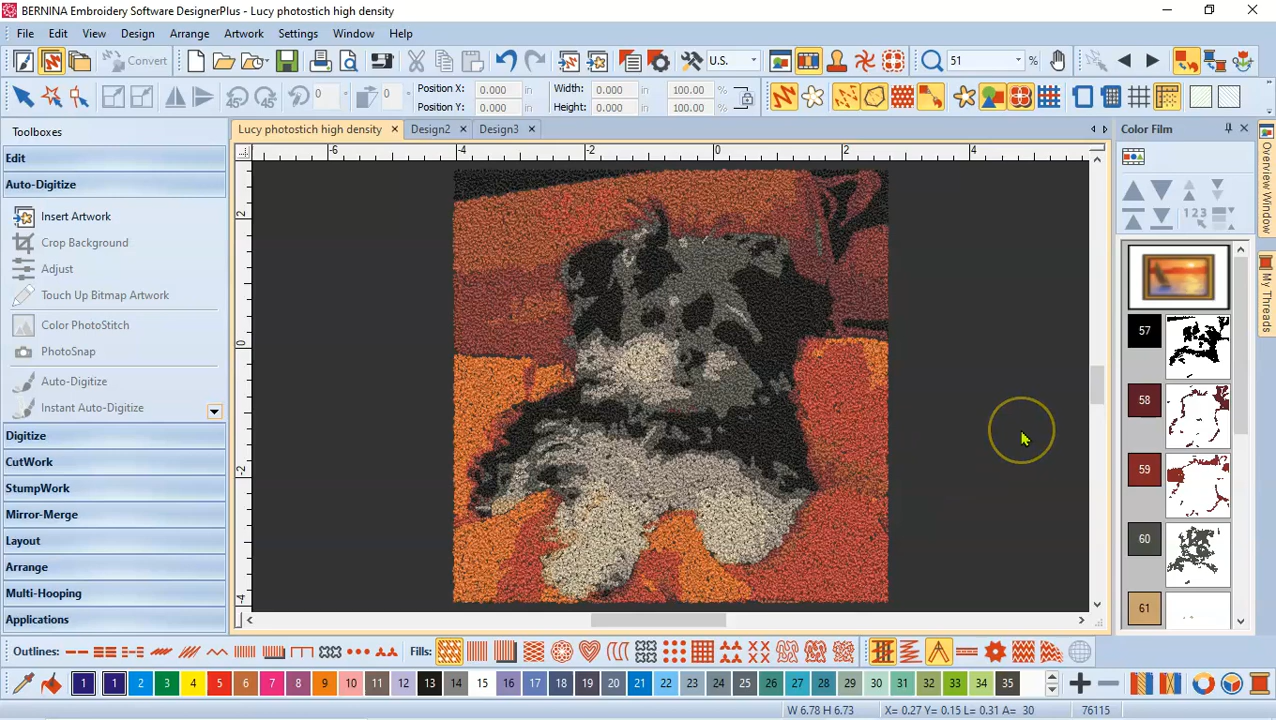 BERNINA Embroidery Software DesignerPlus - Lucy photostich high density
File Edit View Design Arrange Artwork Settings Window Help
Convert
U.S.
51
0
0
Position X: 0.000 in
Position Y: 0.000 in
Width: 0.000 in
Height: 0.000 in
100.00 %
100.00 %
Toolboxes
Edit
Auto-Digitize
Insert Artwork
Crop Background
Adjust
Touch Up Bitmap Artwork
Color PhotoStitch
PhotoSnap
Auto-Digitize
Instant Auto-Digitize
Digitize
CutWork
StumpWork
Mirror-Merge
Layout
Arrange
Multi-Hooping
Applications
Lucy photostich high density
Design2
Design3
-6 -4 -2 0 2 4
2
0
-2
-4
Color Film
1 2 3
57
58
59
60
61
Overview Window
My Threads
Outlines:
Fills:
1 1 2 3 4 5 6 7 8 9 10 11 12 13 14 15 16 17 18 19 20 21 22 23 24 25 26 27 28 29 30 31 32 33 34 35
W 6.78 H 6.73
X= 0.27 Y= 0.15 L= 0.31 A= 30
76115